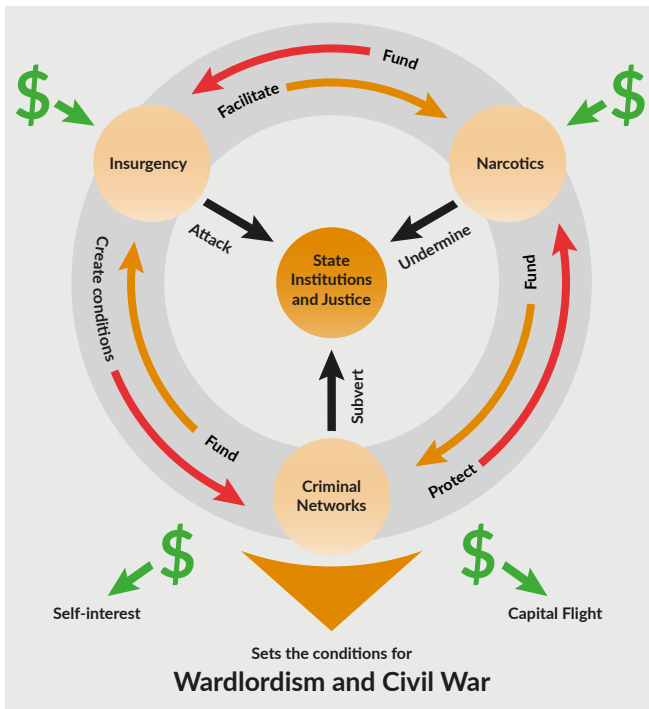 Fund
Facilitate
$
$
Insurgency
Narcotics
Attack
Undermine
State
Institutions
and Justice
Create conditions
Fund
Subvert
Fund
Protect
Criminal
Networks
$
$
Self-interest
Capital Flight
Sets the conditions for
Wardlordism and Civil War